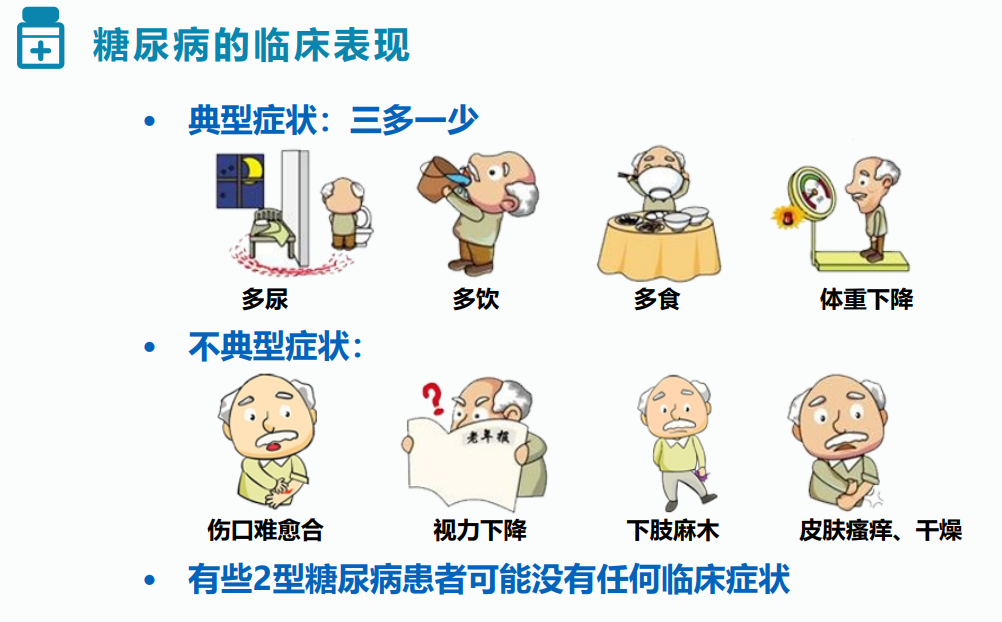 糖尿病的临床表现
• 典型症状：三多一少
多尿 多饮 多食 体重下降
• 不典型症状：
老年报
伤口难愈合 视力下降 下肢麻木 皮肤瘙痒、干燥
• 有些2型糖尿病患者可能没有任何临床症状